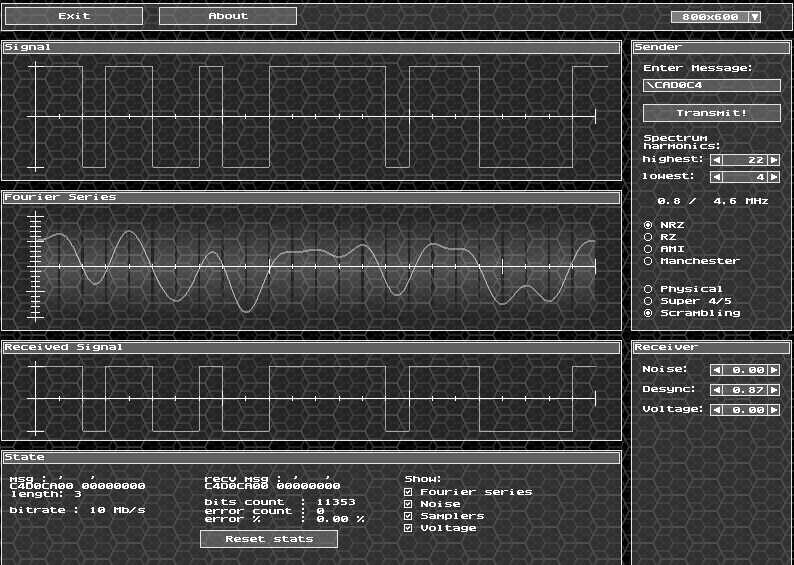 Exit About 800x600
Signal
Fourier Series
Received Signal
State
msg : ' '
C4D0CA00 00000000
length: 3
bitrate : 10 Mb/s
recv msg : ' '
C4D0CA00 00000000
bits count : 11353
error count : 0
error % : 0.00 %
Reset stats
Show:
Fourier series
Noise
Samplers
Voltage
Sender
Enter Message:
\CAD0C4
Transmit!
Spectrum
harmonics:
highest: 22
lowest: 4
0.8 / 4.6 MHz
NRZ
RZ
AMI
Manchester
Physical
Super 4/5
Scrambling
Receiver
Noise: 0.00
Desync: 0.87
Voltage: 0.00